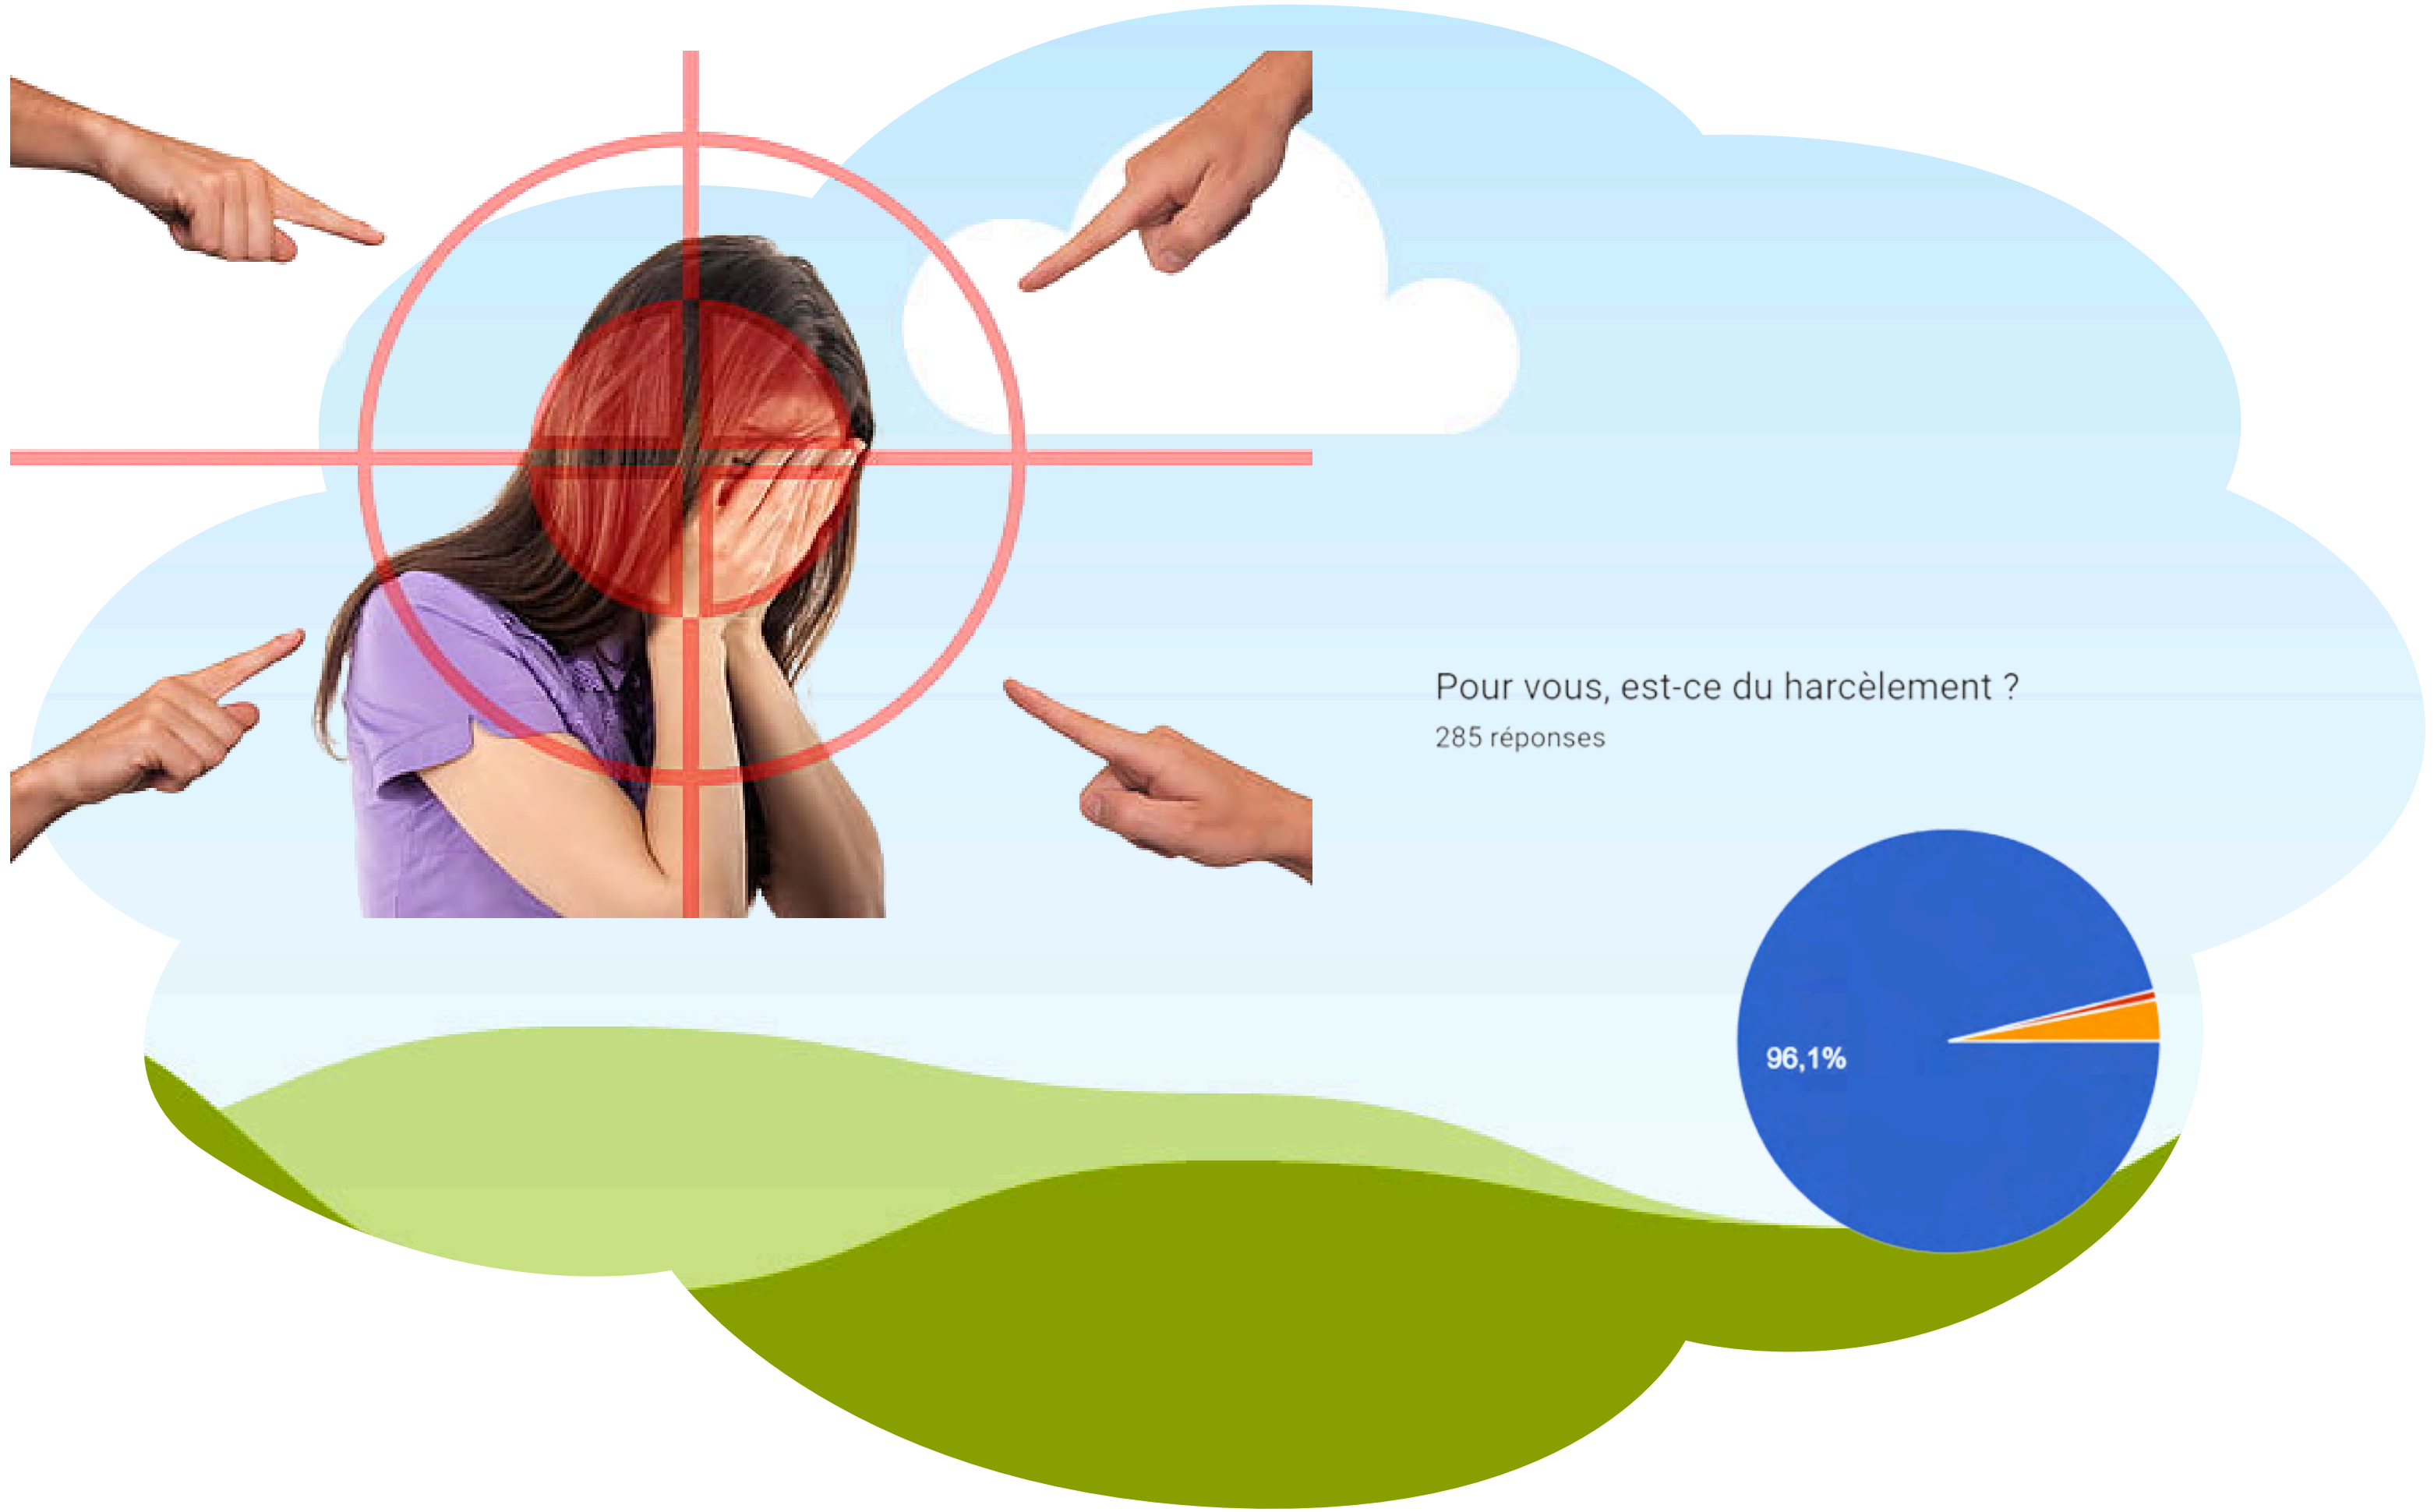 Pour vous, est-ce du harcèlement ?
285 réponses
96,1%